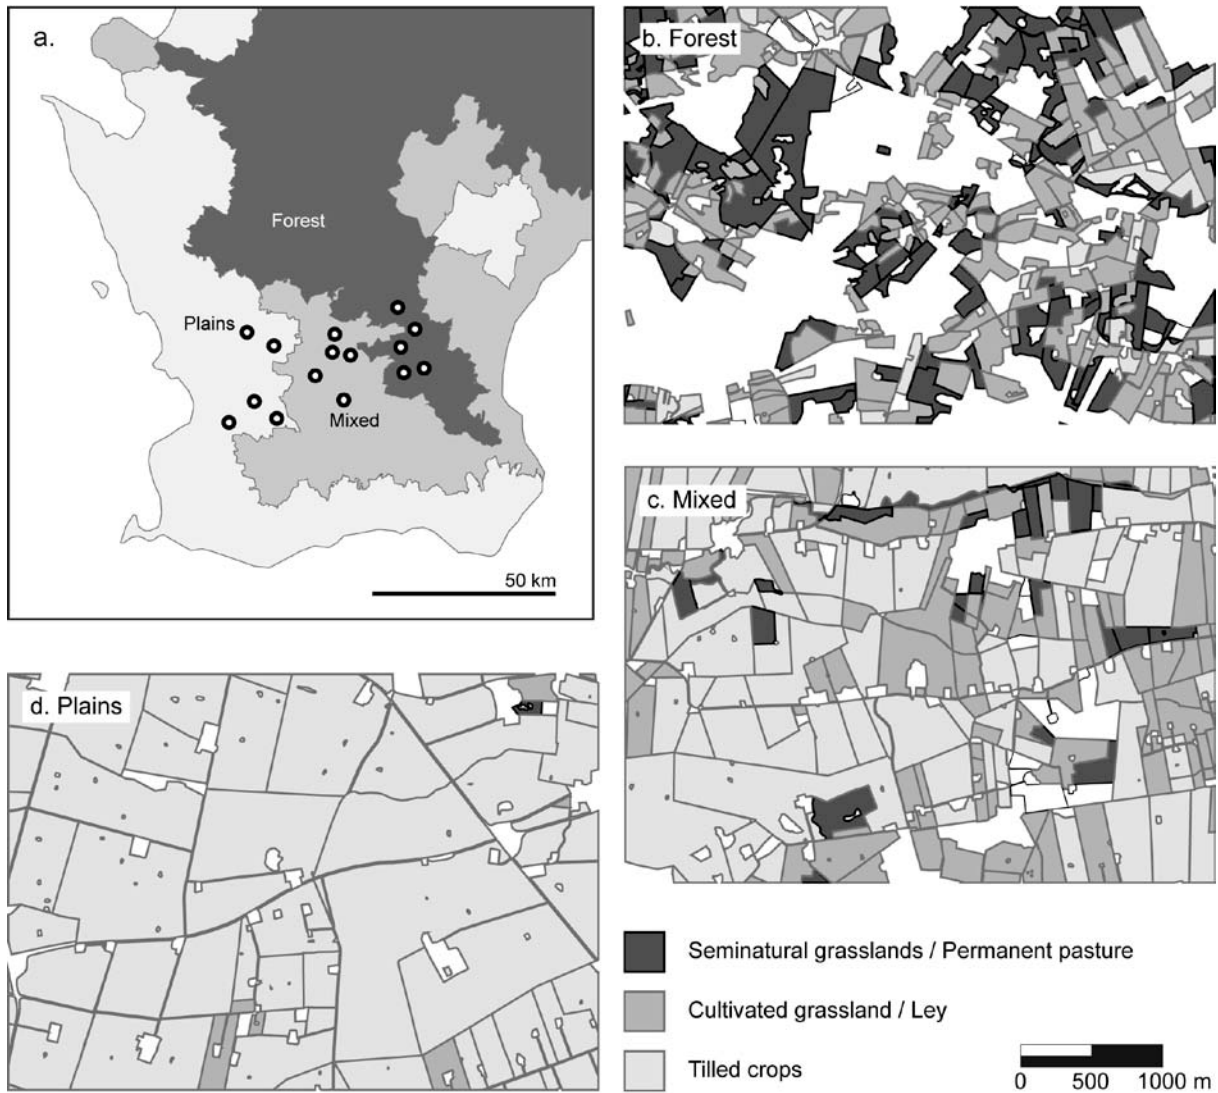 a.
Forest
Plains
Mixed
50 km
b. Forest
c. Mixed
d. Plains
Seminatural grasslands / Permanent pasture
Cultivated grassland / Ley
Tilled crops
0 500 1000 m